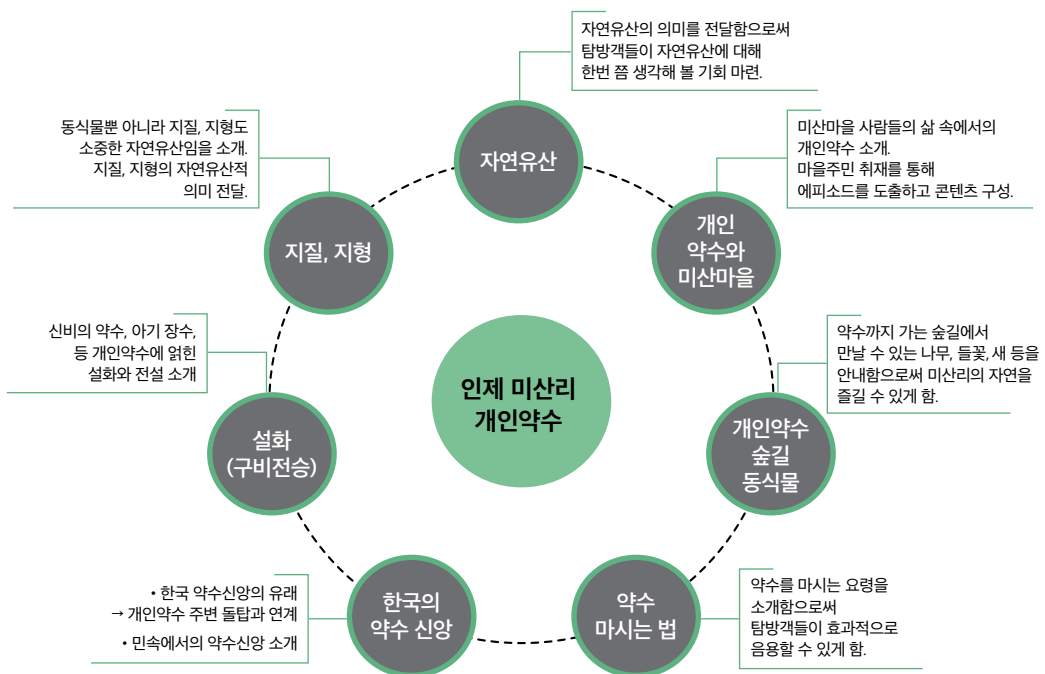 자연유산의 의미를 전달함으로써
탐방객들이 자연유산에 대해
한번 쯤 생각해 볼 기회 마련.
자연유산
동식물뿐 아니라 지질, 지형도
소중한 자연유산임을 소개.
지질, 지형의 자연유산적
의미 전달.
지질, 지형
미산마을 사람들의 삶 속에서의
개인약수 소개.
마을주민 취재를 통해
에피소드를 도출하고 콘텐츠 구성.
개인
약수와
미산마을
신비의 약수, 아기 장수,
등 개인약수에 얽힌
설화와 전설 소개
설화
(구비전승)
인제 미산리
개인약수
약수까지 가는 숲길에서
만날 수 있는 나무, 들꽃, 새 등을
안내함으로써 미산리의 자연을
즐길 수 있게 함.
개인약수
숲길
동식물
• 한국 약수신앙의 유래
→ 개인약수 주변 돌탑과 연계
• 민속에서의 약수신앙 소개
한국의
약수 신앙
약수
마시는 법
약수를 마시는 요령을
소개함으로써
탐방객들이 효과적으로
음용할 수 있게 함.